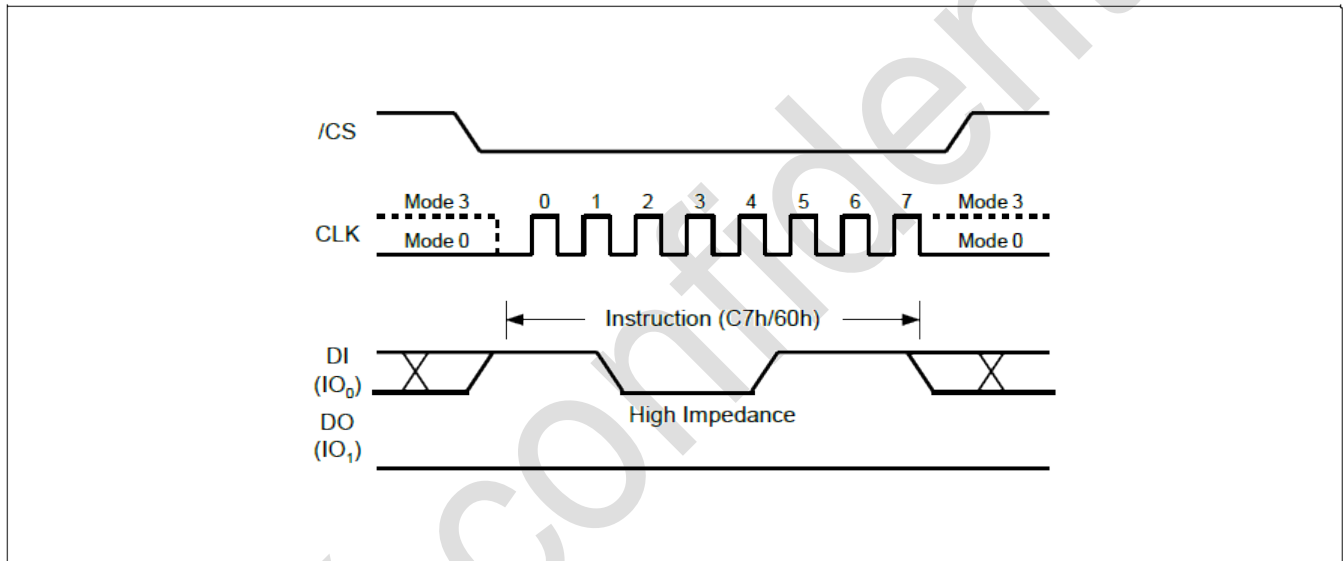 confident
/CS
Mode 3 0 1 2 3 4 5 6 7 Mode 3
CLK
Mode 0 Mode 0
Instruction (C7h/60h)
DI
(IO0)
High Impedance
DO
(IO1)